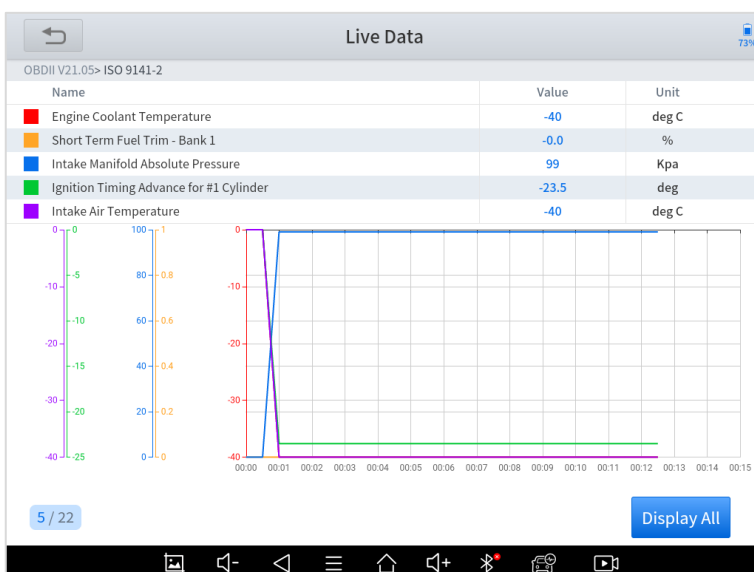 Live Data
73%
OBDII V21.05> ISO 9141-2
Name Value Unit
Engine Coolant Temperature -40 deg C
Short Term Fuel Trim - Bank 1 -0.0 %
Intake Manifold Absolute Pressure 99 Kpa
Ignition Timing Advance for #1 Cylinder -23.5 deg
Intake Air Temperature -40 deg C
0 0 100 1 0
-5
-10 80 0.8 -10
-10
-20 60 0.6 -20
-15 40 0.4
-30 -30
-20 20 0.2
-40 -25 0 0 -40
00:00 00:01 00:02 00:03 00:04 00:05 00:06 00:07 00:08 00:09 00:10 00:11 00:12 00:13 00:14 00:15
5 / 22
Display All